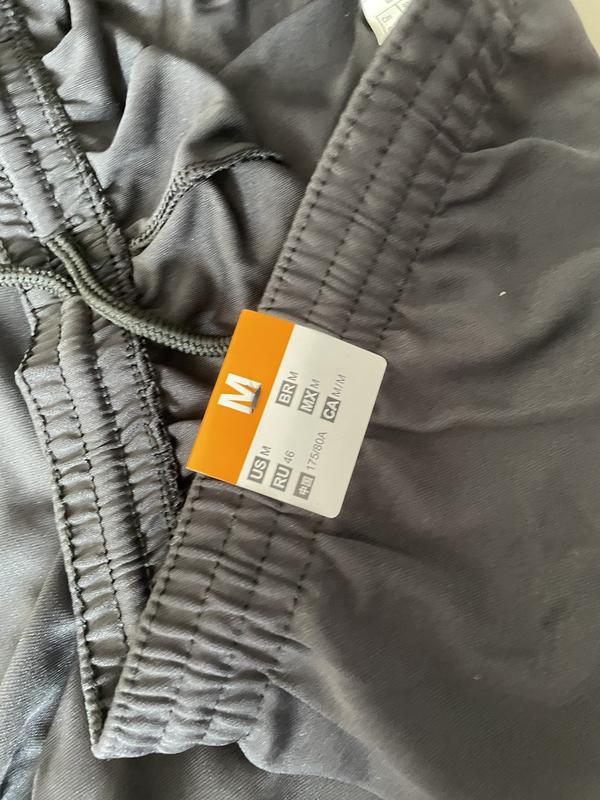 M
US M
BR M
RU 46
MX M
中国 175/80A
CA M/M